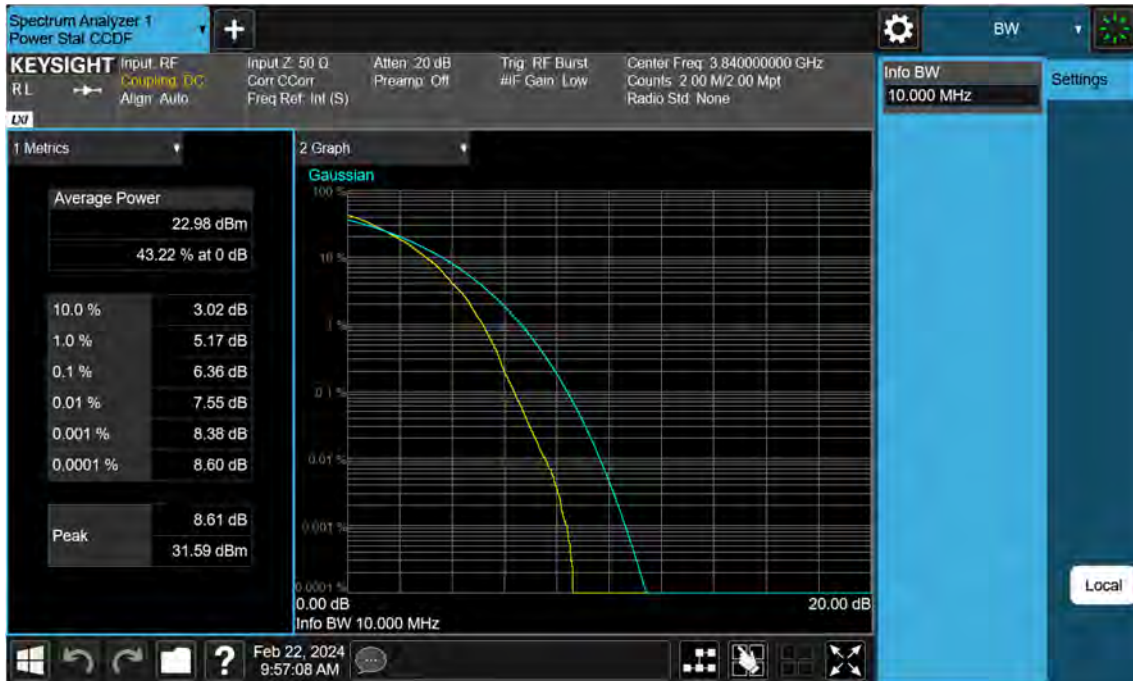 Spectrum Analyzer 1
Power Stat CCDF
BW
KEYSIGHT
RL
LXI
Input: RF
Coupling: DC
Align: Auto
Input Z: 50 Ω
Corr CCorr
Freq Ref: Int (S)
Atten: 20 dB
Preamp: Off
Trig: RF Burst
#IF Gain: Low
Center Freq: 3.840000000 GHz
Counts: 2.00 M/2.00 Mpt
Radio Std: None
Info BW
10.000 MHz
Settings
1 Metrics
Average Power
22.98 dBm
43.22 % at 0 dB
10.0 % 3.02 dB
1.0 % 5.17 dB
0.1 % 6.36 dB
0.01 % 7.55 dB
0.001 % 8.38 dB
0.0001 % 8.60 dB
Peak
8.61 dB
31.59 dBm
2 Graph
Gaussian
100 %
10 %
1 %
0.1 %
0.01 %
0.001 %
0.0001 %
0.00 dB
20.00 dB
Info BW 10.000 MHz
Local
?
Feb 22, 2024
9:57:08 AM